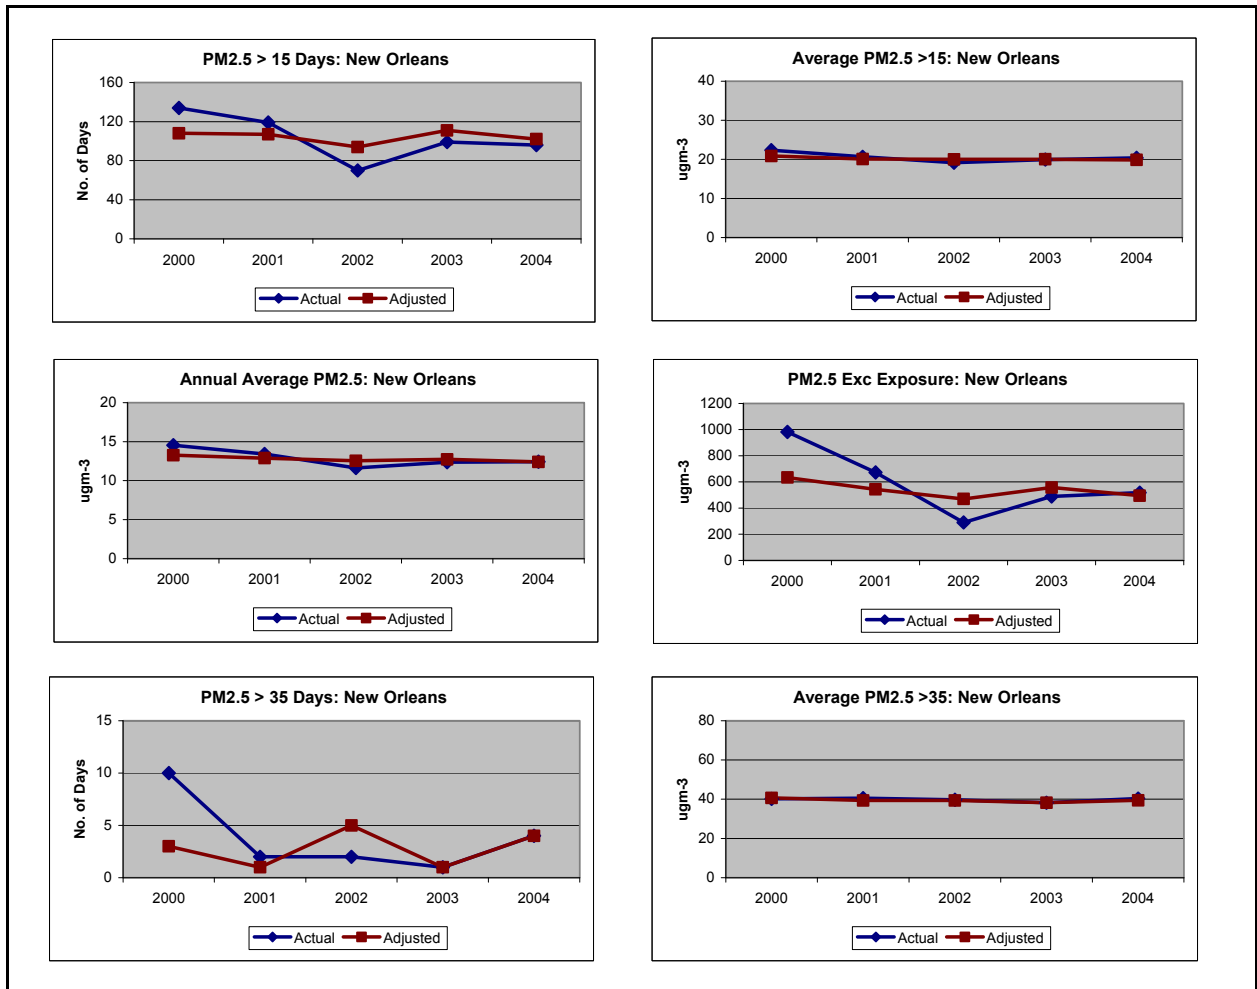 PM2.5 > 15 Days: New Orleans
160
120
80
40
0
No. of Days
2000 2001 2002 2003 2004
Actual Adjusted
Average PM2.5 >15: New Orleans
40
30
20
10
0
ugm-3
2000 2001 2002 2003 2004
Actual Adjusted
Annual Average PM2.5: New Orleans
20
15
10
5
0
ugm-3
2000 2001 2002 2003 2004
Actual Adjusted
PM2.5 Exc Exposure: New Orleans
1200
1000
800
600
400
200
0
ugm-3
2000 2001 2002 2003 2004
Actual Adjusted
PM2.5 > 35 Days: New Orleans
15
10
5
0
No. of Days
2000 2001 2002 2003 2004
Actual Adjusted
Average PM2.5 >35: New Orleans
80
60
40
20
0
ugm-3
2000 2001 2002 2003 2004
Actual Adjusted